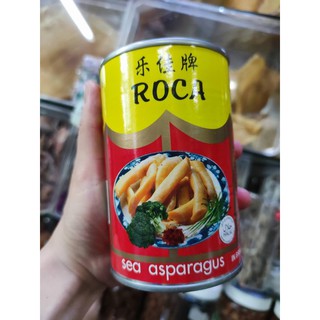 乐佳牌
ROCA
sea asparagus